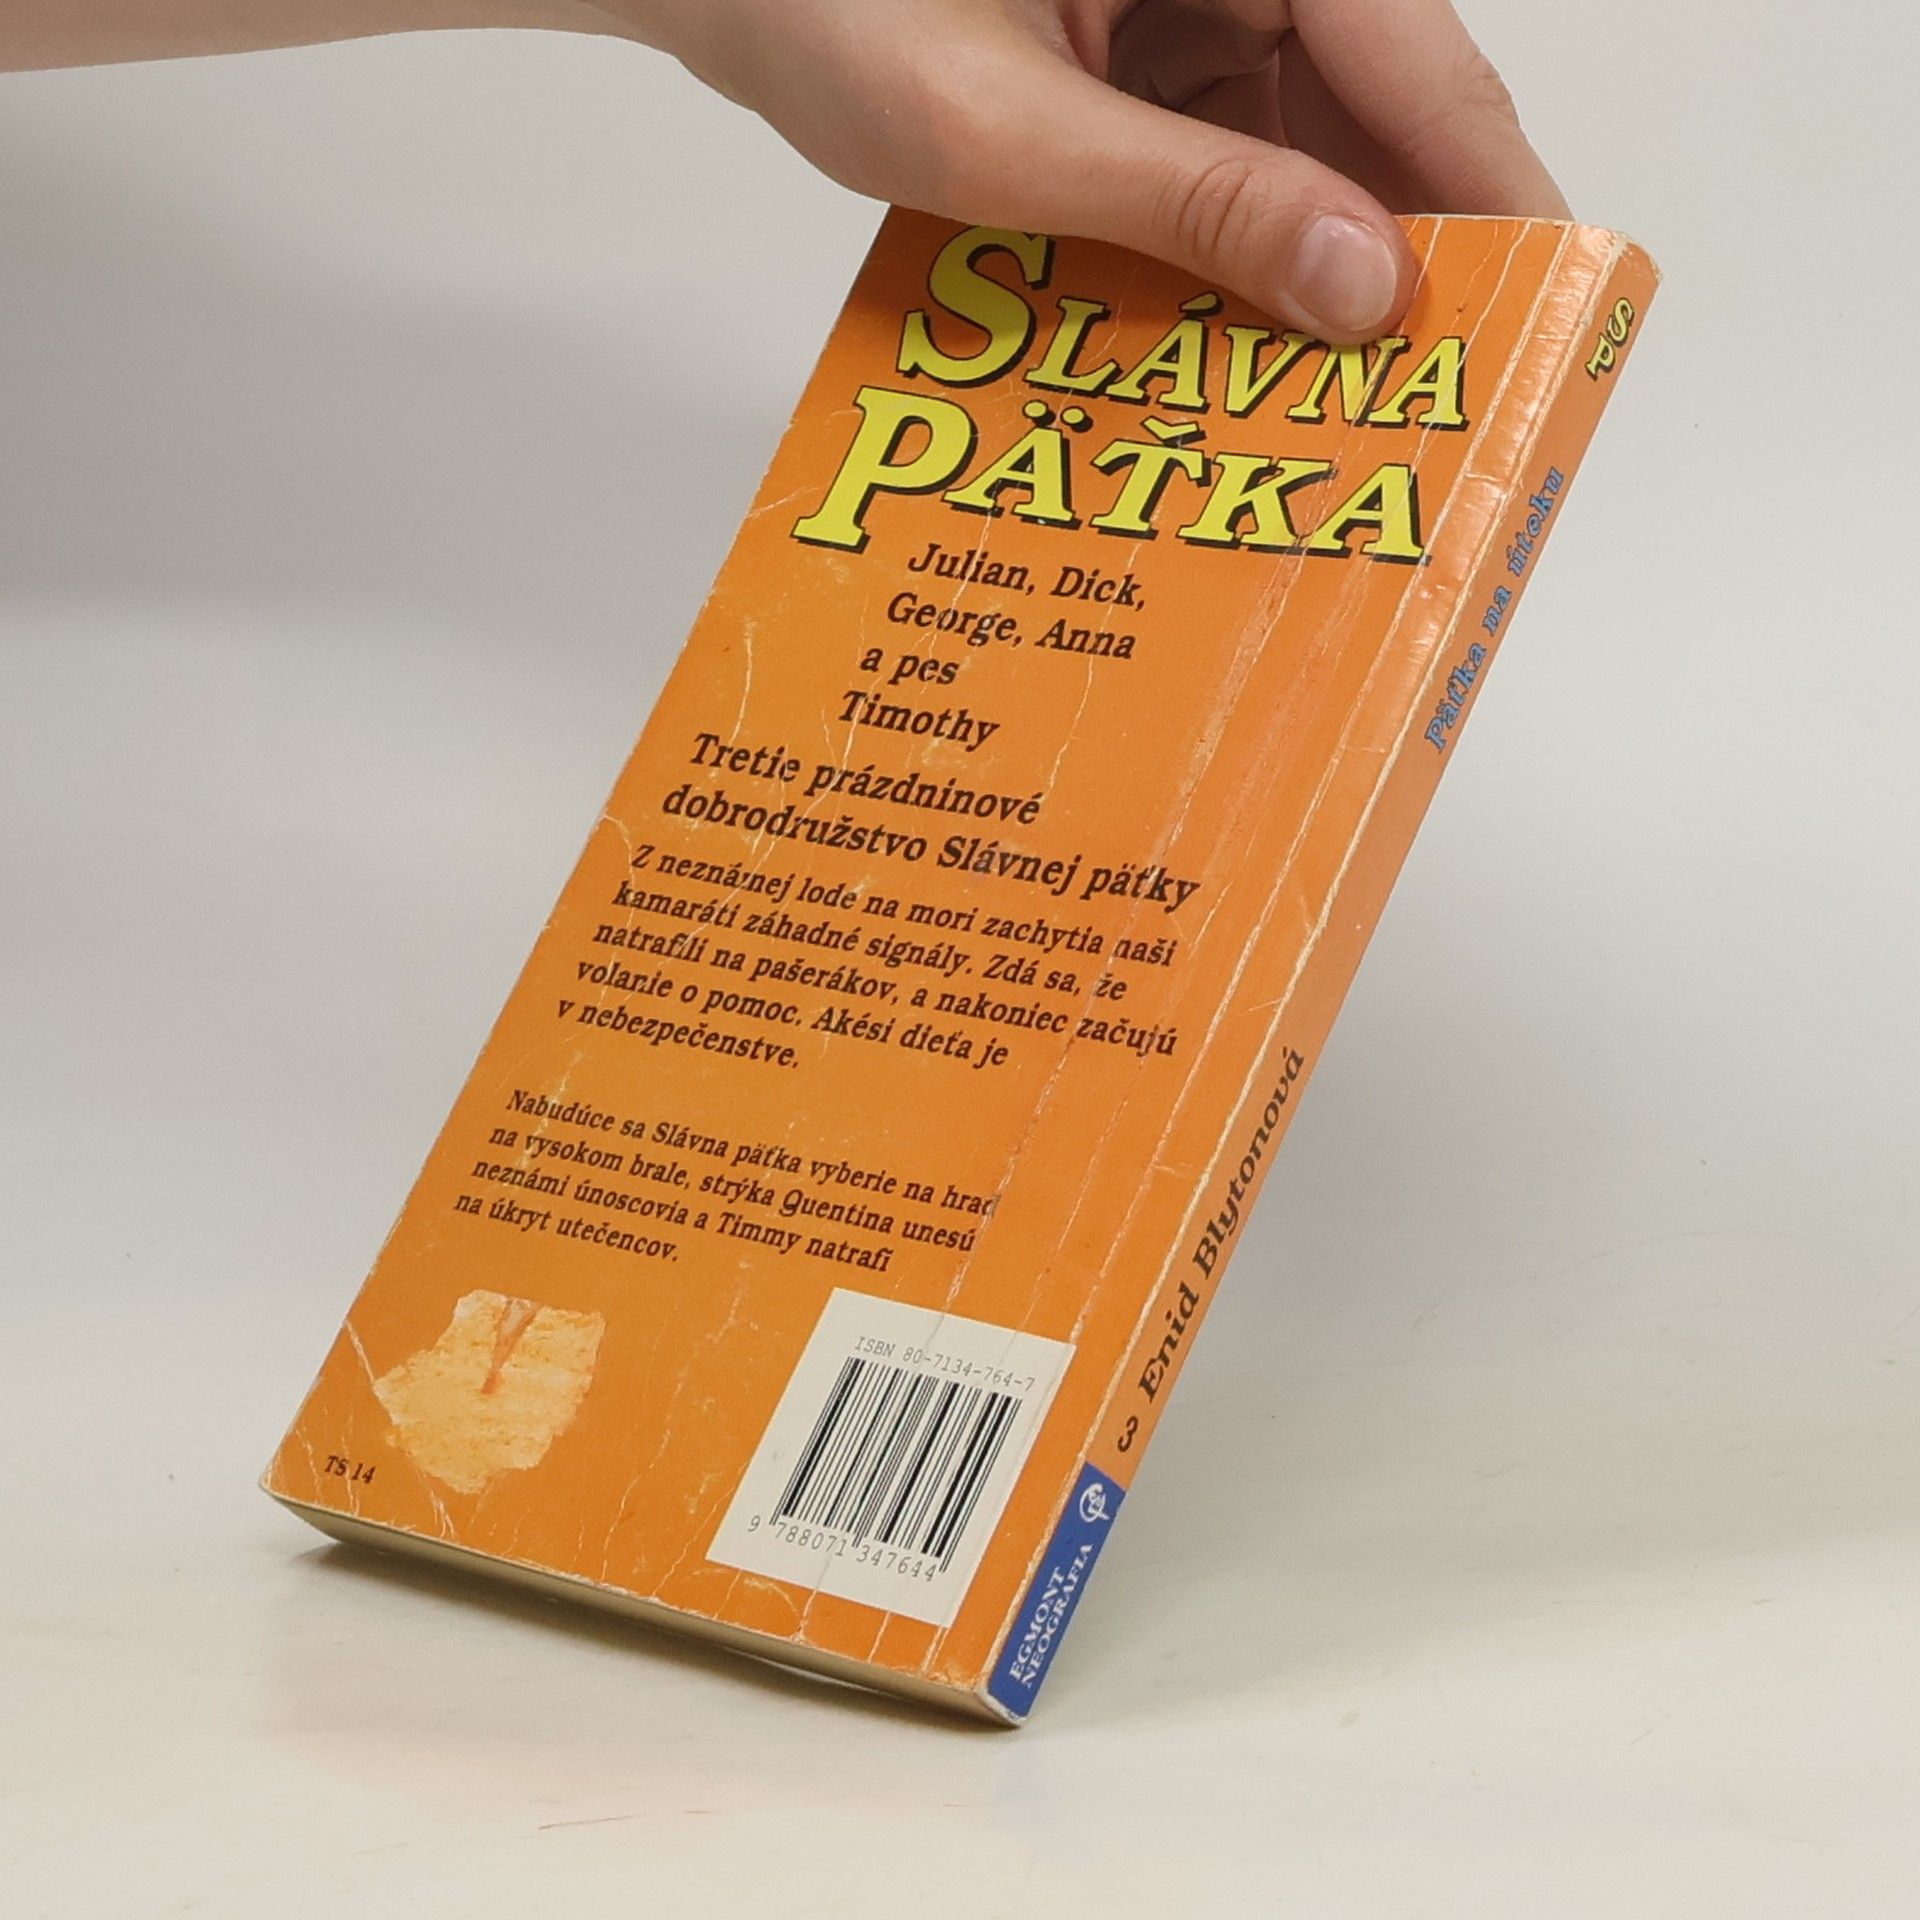 SLÁVNA
PÄŤKA
Julian, Dick,
George, Anna
a pes
Timothy
Tretie prázdninové
dobrodružstvo Slávnej päťky
Z neznámej lode na mori zachytia naši
kamaráti záhadné signály. Zdá sa, že
natrafili na pašerákov, a nakoniec začujú
volanie o pomoc. Akési dieťa je
v nebezpečenstve.
Nabudúce sa Slávna päťka vyberie na hrad
na vysokom brale, strýka Quentina unesú
neznámi únoscovia a Timmy natrafí
na úkryt utečencov.
TS 14
ISBN 80-7134-764-7
9 788071 347644
SP
Päťka na úteku
Enid Blytonová
3
EGMONT
NEOGRAFIA